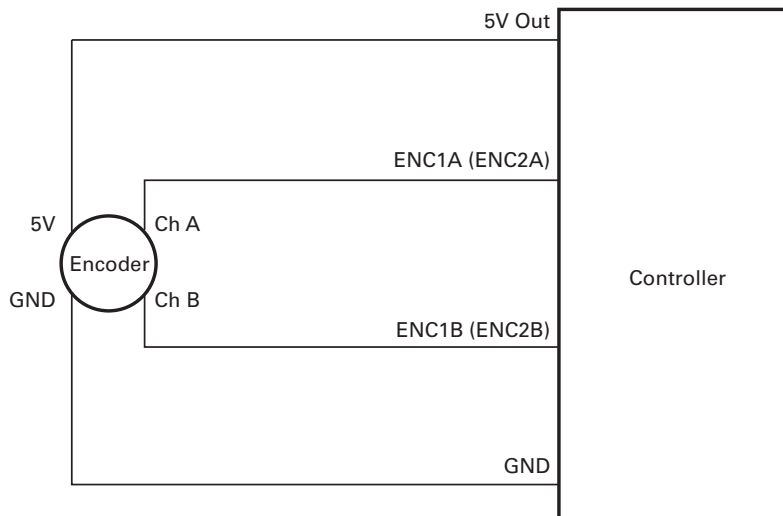 5V Out
ENC1A (ENC2A)
5V
Ch A
Encoder
Controller
GND
Ch B
ENC1B (ENC2B)
GND